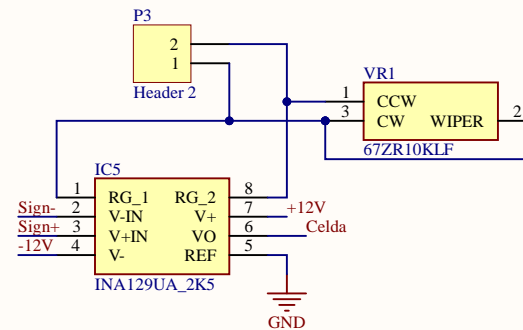 P3
2
1
Header 2
VR1
1 CCW
3 CW WIPER 2
67ZR10KLF
IC5
1 RG_1 RG_2 8
Sign- 2 V-IN V+ 7 +12V
Sign+ 3 V+IN VO 6 Celda
-12V 4 V- REF 5
INA129UA_2K5
GND